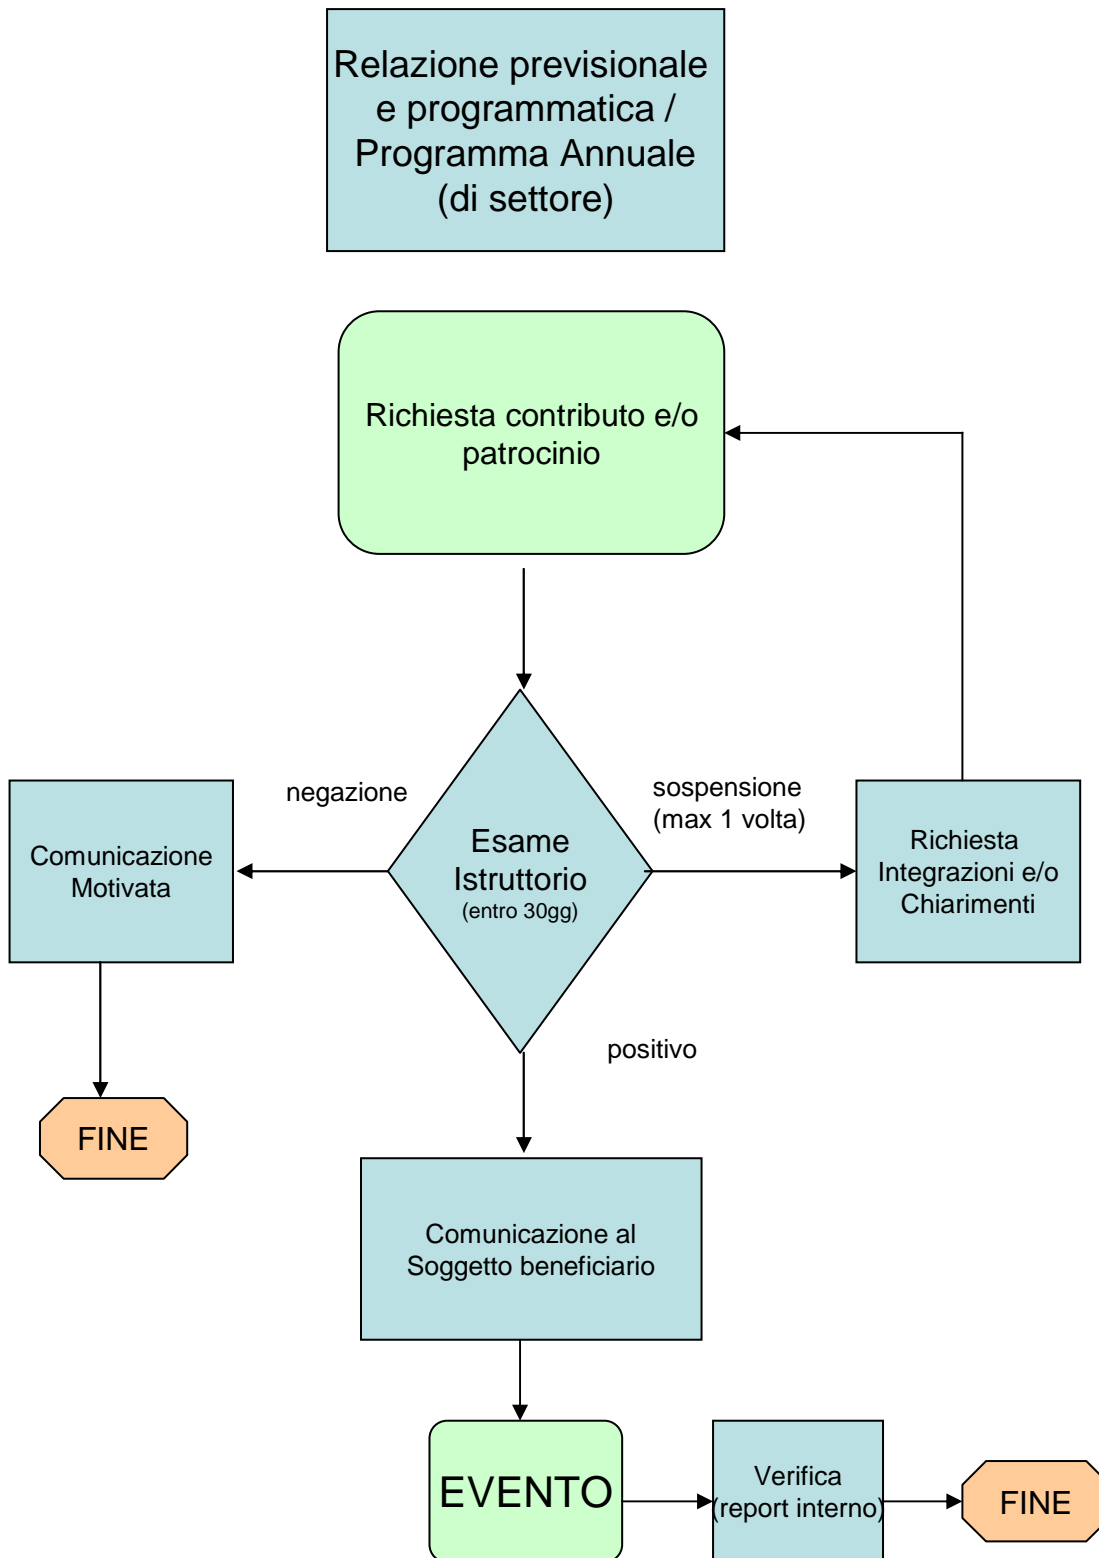 Relazione previsionale
e programmatica /
Programma Annuale
(di settore)
Richiesta contributo e/o
patrocinio
negazione
sospensione
(max 1 volta)
Comunicazione
Motivata
Esame
Istruttorio
(entro 30gg)
Richiesta
Integrazioni e/o
Chiarimenti
positivo
FINE
Comunicazione al
Soggetto beneficiario
EVENTO
Verifica
(report interno)
FINE